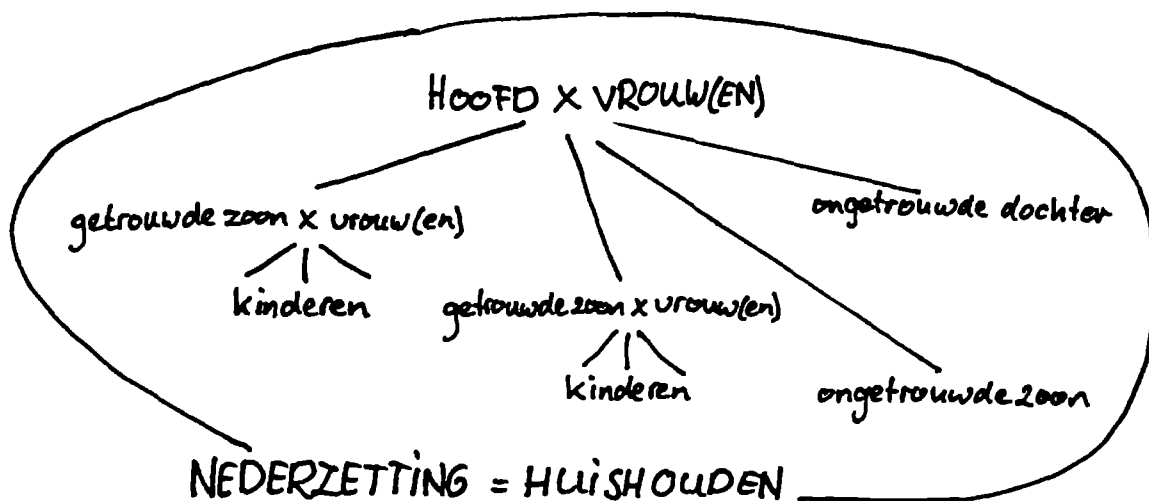 HOOFD X VROUW(EN)
getrouwde zoon x vrouw(en)
ongetrouwde dochter
kinderen
getrouwde zoon x vrouw(en)
kinderen
ongetrouwde zoon
NEDERZETTING = HUISHOUDEN